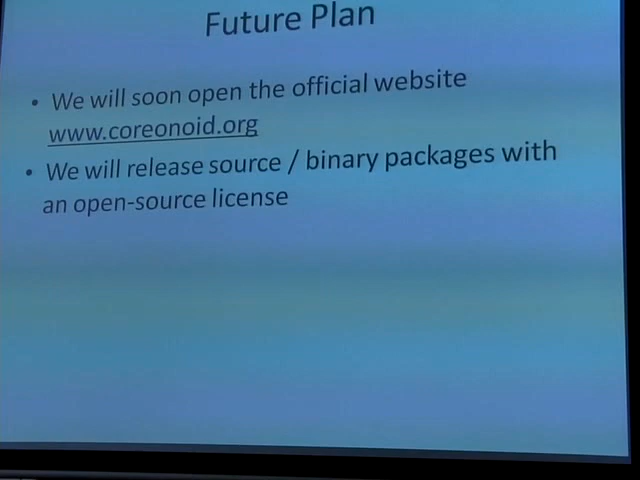 Future Plan
• We will soon open the official website
www.coreonoid.org
• We will release source / binary packages with
an open-source license